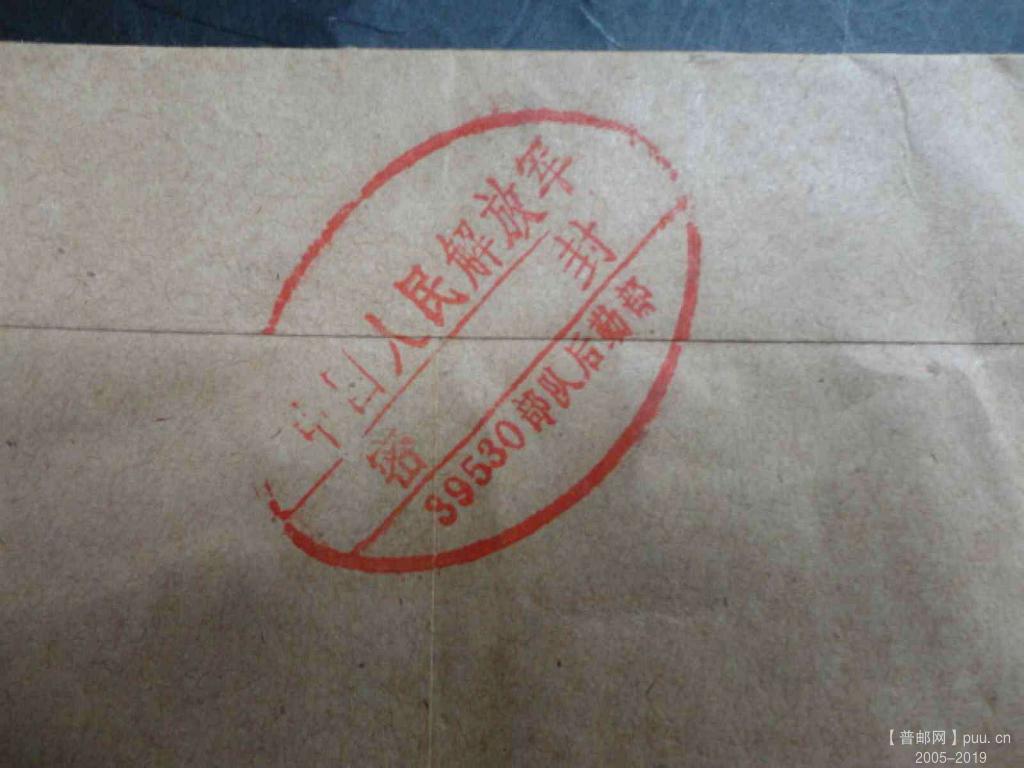 中国人民解放军
密 封
39530部队后勤部
【普邮网】puu.cn
2005-2019